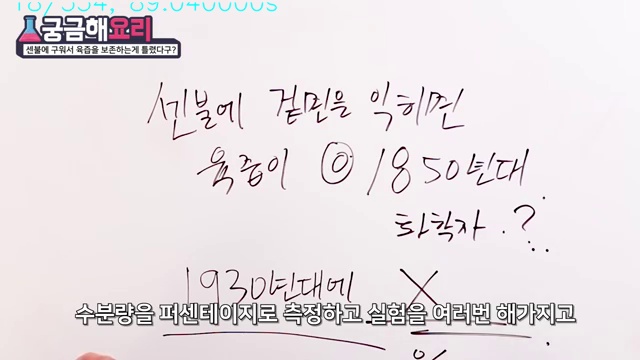 18/554, 89.040000s
궁금해요리
센불에 구워서 육즙을 보존하는게 틀렸다구?
센불에 겉면을 익히면
육즙이 ◎ 1850년대
화학자.?
1930년대에 X
수분량을 퍼센테이지로 측정하고 실험을 여러번 해가지고
%